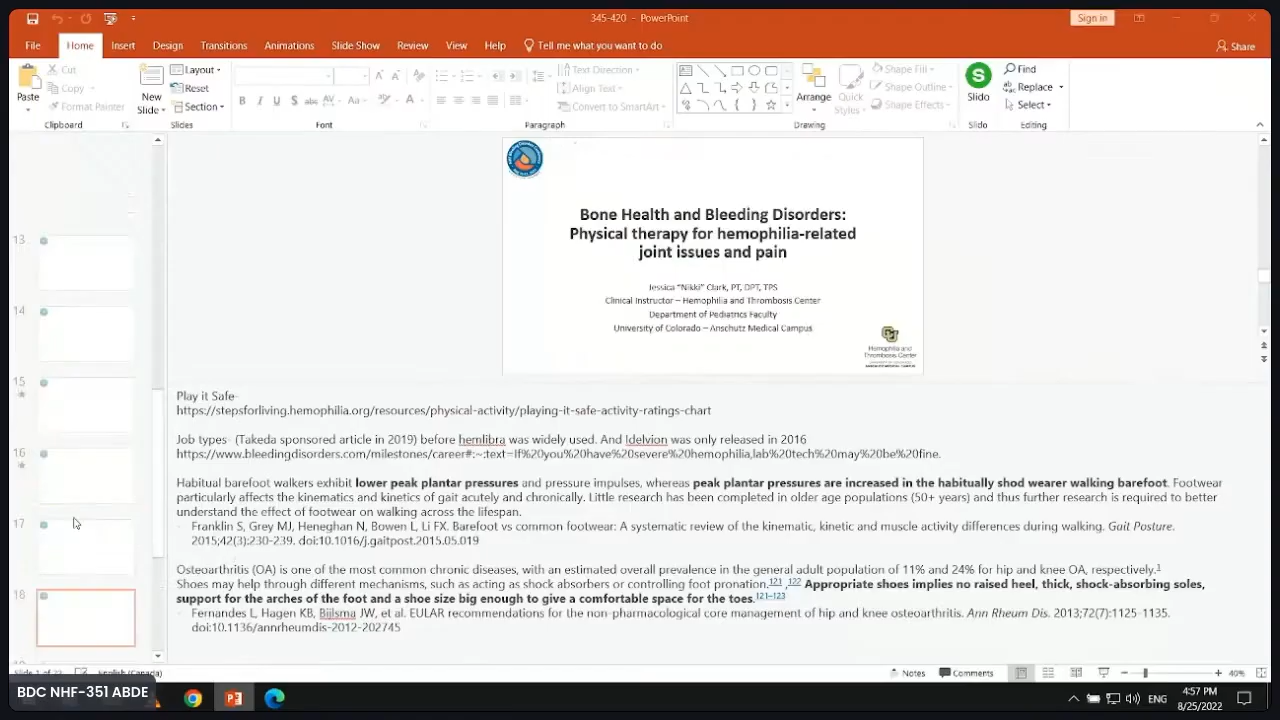 345-420 - PowerPoint
Sign in
File Home Insert Design Transitions Animations Slide Show Review View Help Tell me what you want to do
Share
Paste
Cut
Copy
Format Painter
Clipboard
New Slide
Layout
Reset
Section
Slides
Font
Text Direction
Align Text
Convert to SmartArt
Paragraph
Arrange
Quick Styles
Shape Fill
Shape Outline
Shape Effects
Drawing
Slido
Slido
Find
Replace
Select
Editing
13
14
15
16
17
18
Bone Health and Bleeding Disorders:
Physical therapy for hemophilia-related
joint issues and pain
Jessica "Nikki" Clark, PT, DPT, TPS
Clinical Instructor – Hemophilia and Thrombosis Center
Department of Pediatrics Faculty
University of Colorado – Anschutz Medical Campus
Hemophilia and
Thrombosis Center
Play it Safe-
https://stepsforliving.hemophilia.org/resources/physical-activity/playing-it-safe-activity-ratings-chart
Job types- (Takeda sponsored article in 2019) before hemlibra was widely used. And Idelvion was only released in 2016
https://www.bleedingdisorders.com/milestones/career#:~:text=If%20you%20have%20severe%20hemophilia,lab%20tech%20may%20be%20fine.
Habitual barefoot walkers exhibit lower peak plantar pressures and pressure impulses, whereas peak plantar pressures are increased in the habitually shod wearer walking barefoot. Footwear
particularly affects the kinematics and kinetics of gait acutely and chronically. Little research has been completed in older age populations (50+ years) and thus further research is required to better
understand the effect of footwear on walking across the lifespan.
Franklin S, Grey MJ, Heneghan N, Bowen L, Li FX. Barefoot vs common footwear: A systematic review of the kinematic, kinetic and muscle activity differences during walking. Gait Posture.
2015;42(3):230-239. doi:10.1016/j.gaitpost.2015.05.019
Osteoarthritis (OA) is one of the most common chronic diseases, with an estimated overall prevalence in the general adult population of 11% and 24% for hip and knee OA, respectively.1
Shoes may help through different mechanisms, such as acting as shock absorbers or controlling foot pronation.121 ,122 Appropriate shoes implies no raised heel, thick, shock-absorbing soles,
support for the arches of the foot and a shoe size big enough to give a comfortable space for the toes.121–123
Fernandes L, Hagen KB, Bijlsma JW, et al. EULAR recommendations for the non-pharmacological core management of hip and knee osteoarthritis. Ann Rheum Dis. 2013;72(7):1125-1135.
doi:10.1136/annrheumdis-2012-202745
Slide 1 of 22 English (Canada)
Notes Comments 40%
BDC NHF-351 ABDE
ENG
4:57 PM
8/25/2022